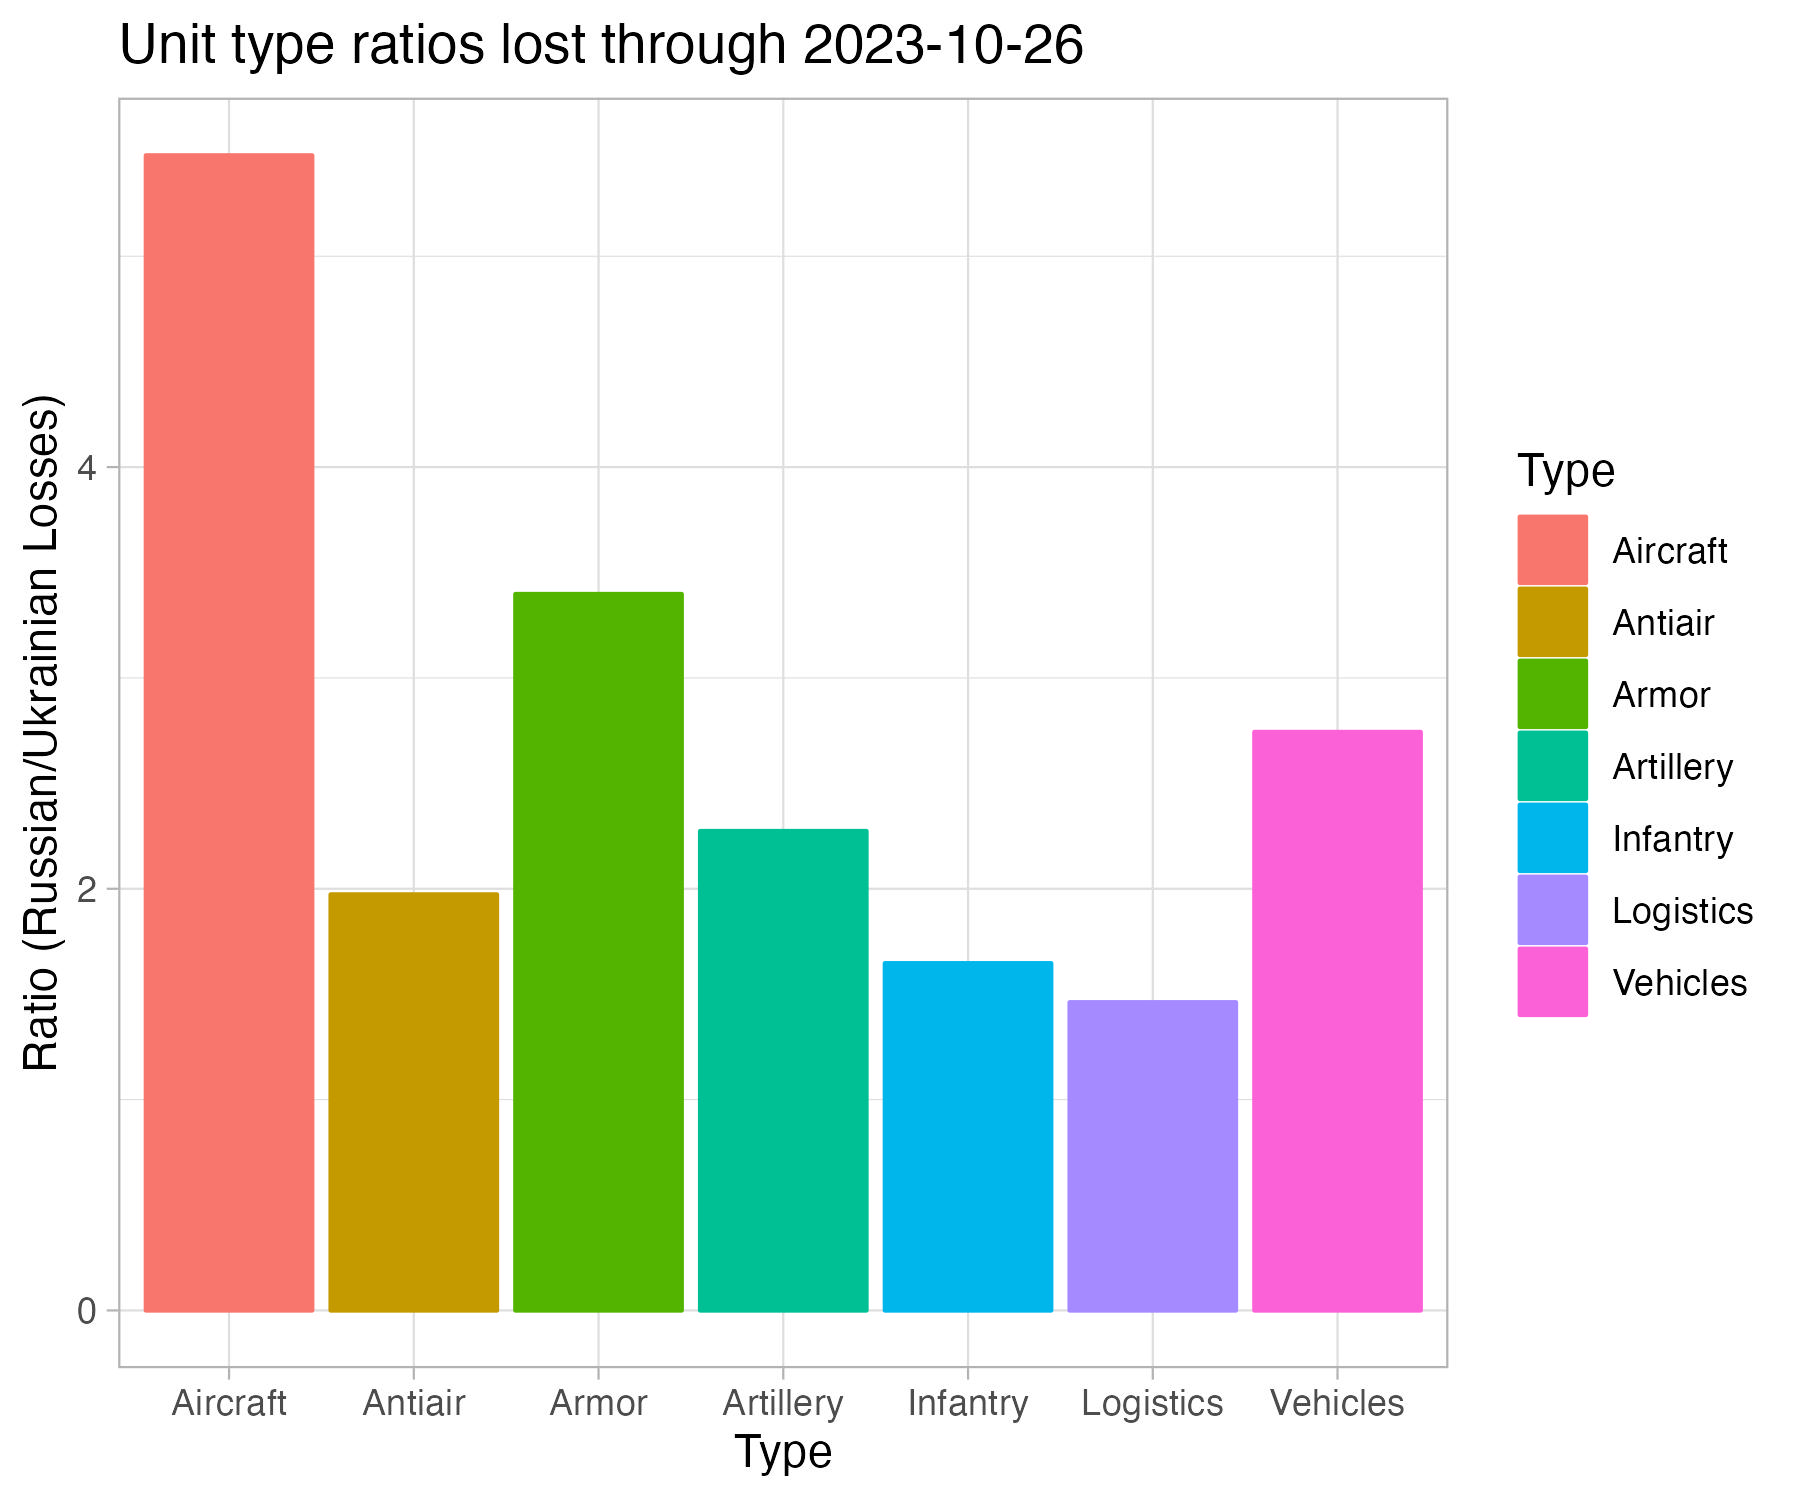 Unit type ratios lost through 2023-10-26
Ratio (Russian/Ukrainian Losses)
4
2
0
Aircraft
Antiair
Armor
Artillery
Infantry
Logistics
Vehicles
Type
Type
Aircraft
Antiair
Armor
Artillery
Infantry
Logistics
Vehicles